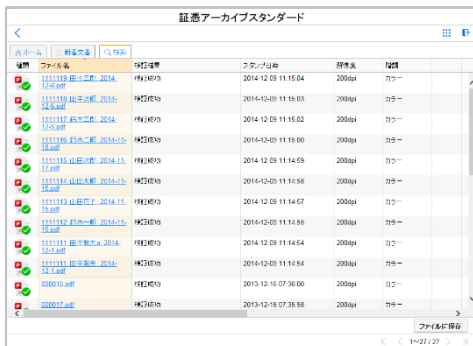 証憑アーカイブスタンダード
ホーム 新着文書 検索
種類 ファイル名 検証結果 スタンプ日時 解像度 階調
1111119 田中三郎 2014-12-6.pdf 検証成功 2014-12-09 11:15:04 200dpi カラー
1111118 田中次郎 2014-12-6.pdf 検証成功 2014-12-09 11:15:03 200dpi カラー
1111117 鈴木三郎 2014-12-5.pdf 検証成功 2014-12-09 11:15:02 200dpi カラー
1111116 鈴木二郎 2014-11-18.pdf 検証成功 2014-12-09 11:15:00 200dpi カラー
1111115 山田次郎 2014-11-17.pdf 検証成功 2014-12-09 11:14:59 200dpi カラー
1111114 山田太郎 2014-11-15.pdf 検証成功 2014-12-09 11:14:58 200dpi カラー
1111113 山田花子 2014-11-15.pdf 検証成功 2014-12-09 11:14:57 200dpi カラー
1111112 鈴木一郎 2014-11-15.pdf 検証成功 2014-12-09 11:14:55 200dpi カラー
1111111 田中 2014-12-1.pdf 検証成功 2014-12-09 11:14:54 200dpi カラー
1111111 田中 2014-12-1.pdf 検証成功 2014-12-09 11:14:54 200dpi カラー
000018.pdf 検証成功 2013-12-16 07:36:00 200dpi カラー
000017.pdf 検証成功 2013-12-16 07:35:58 200dpi カラー
ファイルに保存
1～27 / 27